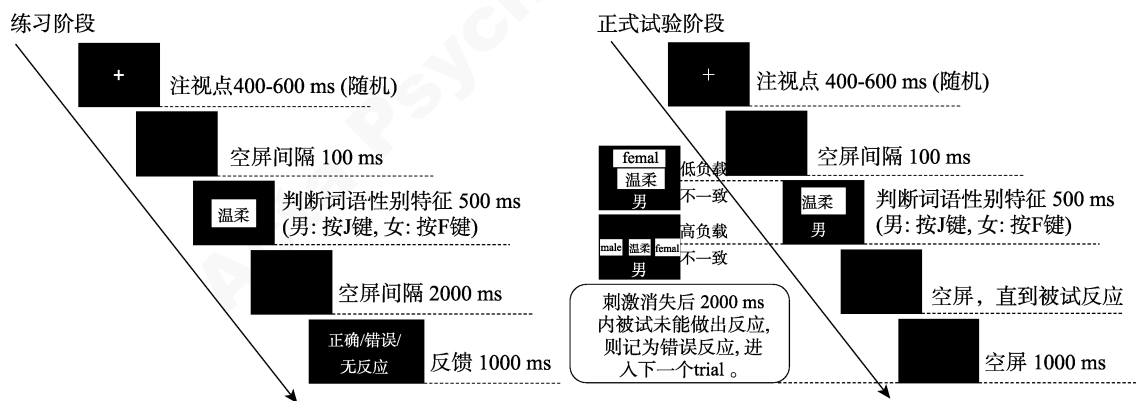 练习阶段
+
注视点400-600 ms (随机)
空屏间隔 100 ms
温柔
判断词语性别特征 500 ms
(男: 按J键, 女: 按F键)
空屏间隔 2000 ms
正确/错误/
无反应
反馈 1000 ms
正式试验阶段
+
注视点 400-600 ms (随机)
空屏间隔 100 ms
femal
温柔
男
低负载
不一致
male 温柔 femal
男
高负载
不一致
温柔
男
判断词语性别特征 500 ms
(男: 按J键, 女: 按F键)
空屏，直到被试反应
空屏 1000 ms
刺激消失后 2000 ms
内被试未能做出反应,
则记为错误反应, 进
入下一个trial 。